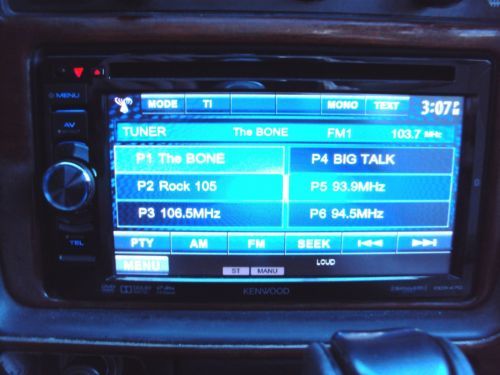 MENU
MODE TI MONO TEXT 3:07
AV
TUNER The BONE FM1 103.7 MHz
P1 The BONE P4 BIG TALK
P2 Rock 105 P5 93.9MHz
P3 106.5MHz P6 94.5MHz
TEL
PTY AM FM SEEK
MENU
ST MANU LOUD
KENWOOD